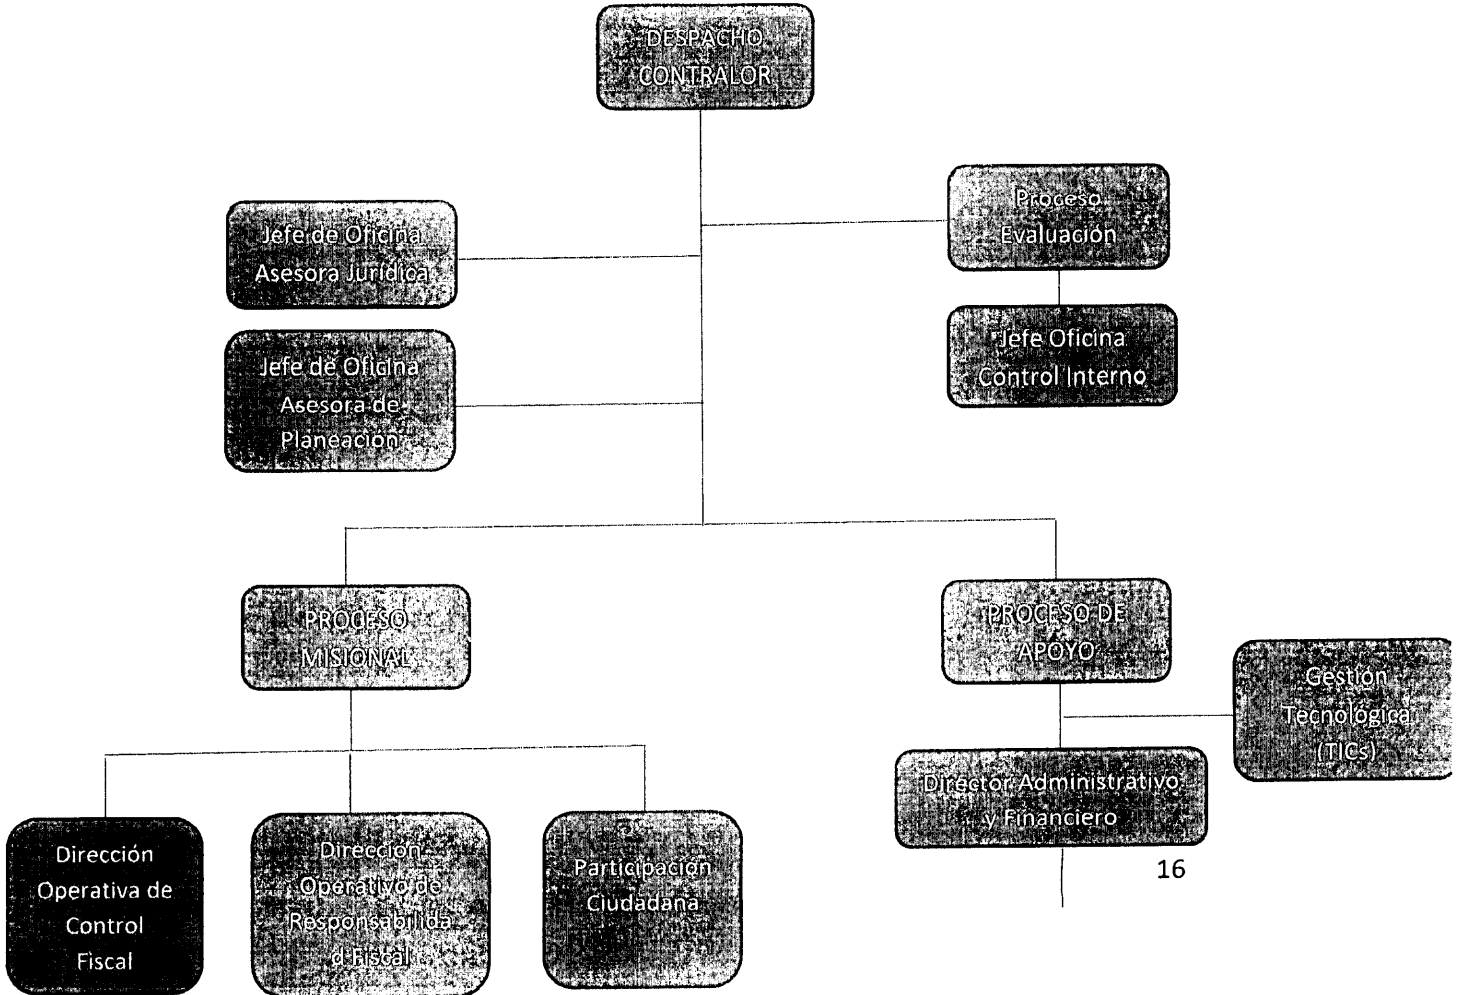 DESPACHO
CONTRALOR
Proceso
Evaluación
Jefe de Oficina
Asesora Jurídica
Jefe Oficina
Control Interno
Jefe de Oficina
Asesora de
Planeación
PROCESO
MISIONAL
PROCESO DE
APOYO
Gestión
Tecnológica
(TICs)
Director Administrativo
y Financiero
Dirección
Operativa de
Control
Fiscal
Dirección
Operativo de
Responsabilida
d Fiscal
Participación
Ciudadana
16